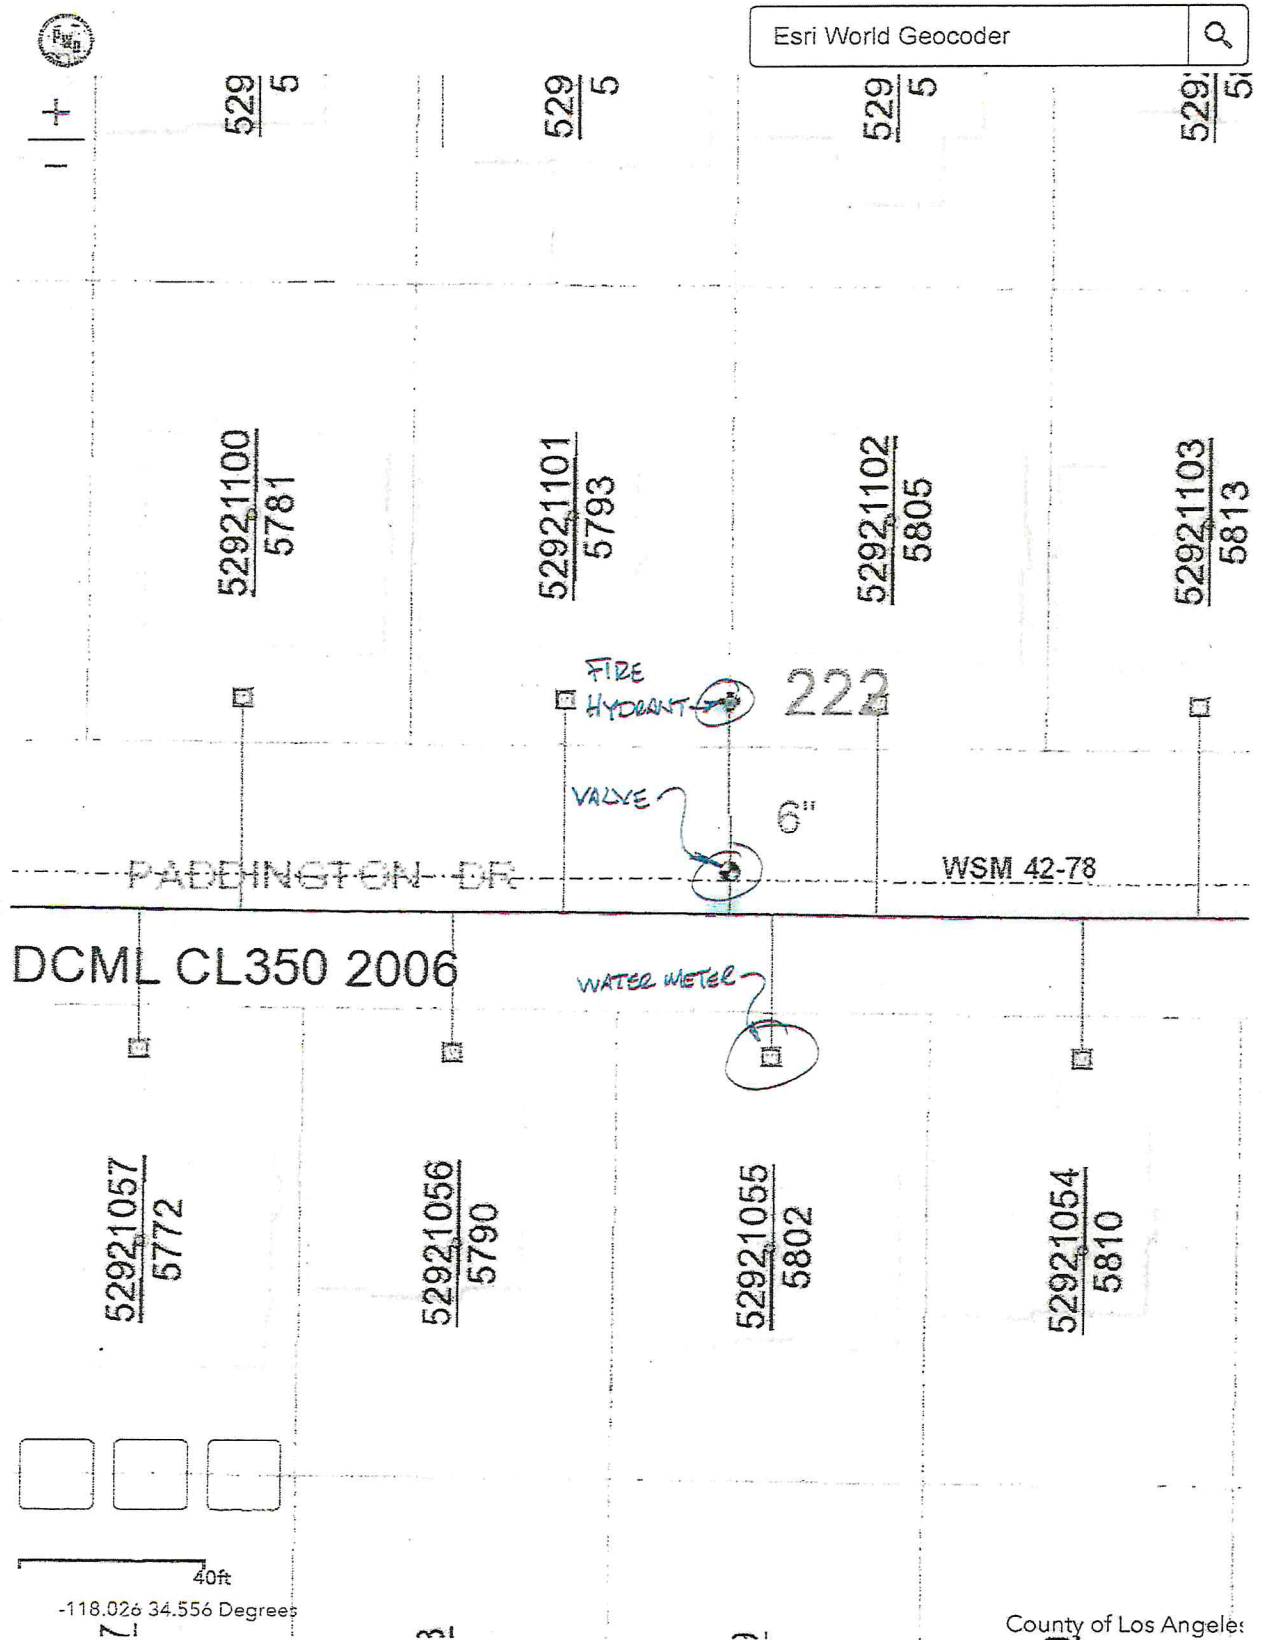 Esri World Geocoder
+
−
529
5
529
5
529
5
529
52921100
5781
52921101
5793
52921102
5805
52921103
5813
FIRE
HYDRANT
222
VALVE
6"
PADDINGTON DR
WSM 42-78
DCML CL350 2006
WATER METER
52921057
5772
52921056
5790
52921055
5802
52921054
5810
40ft
-118.026 34.556 Degrees
County of Los Angeles